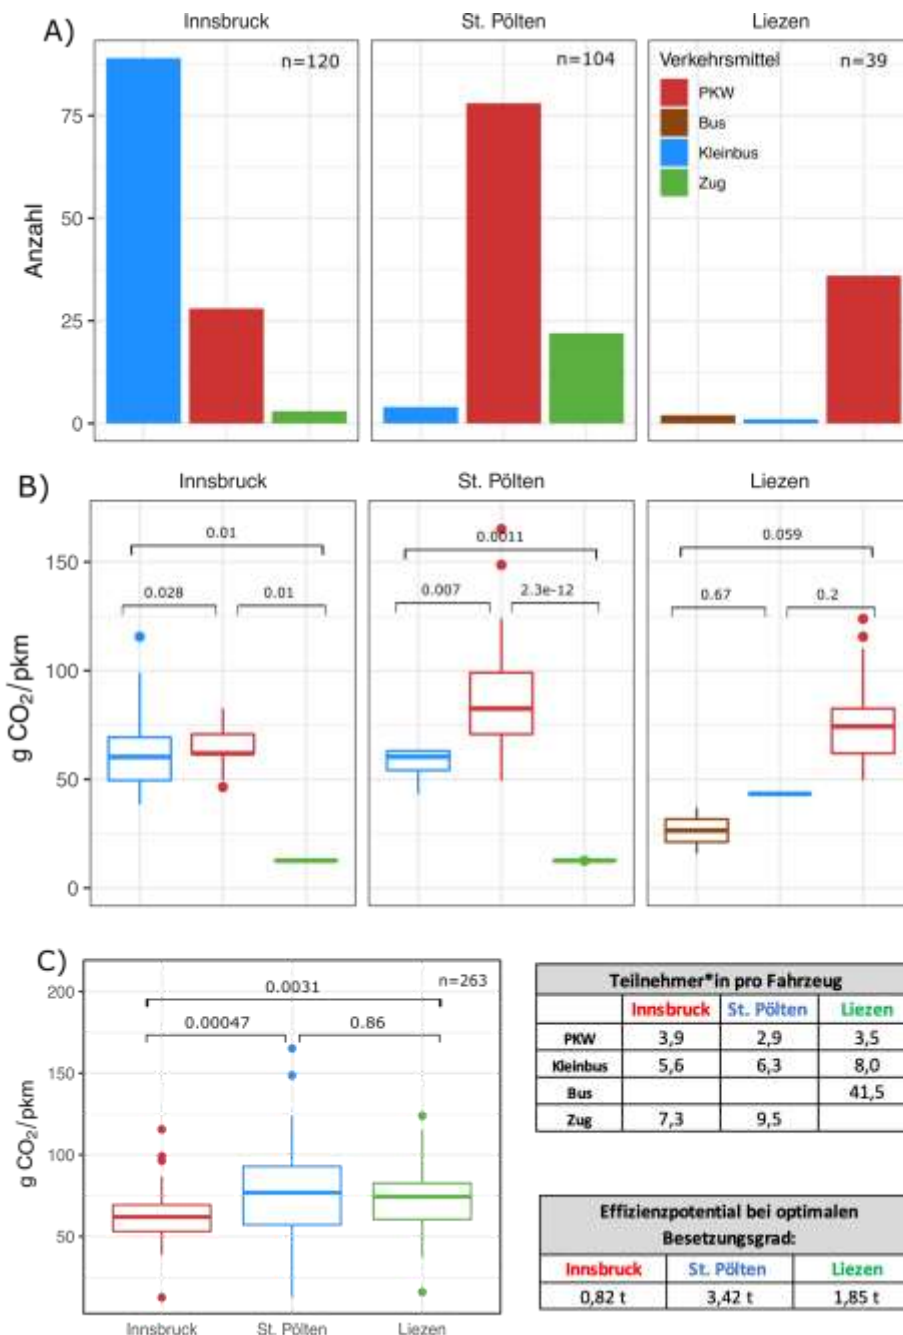 A)
Innsbruck
St. Pölten
Liezen
n=120
n=104
n=39
Verkehrsmittel
PKW
Bus
Kleinbus
Zug
Anzahl
75
50
25
0
B)
Innsbruck
St. Pölten
Liezen
0.01
0.028
0.01
0.0011
0.007
2.3e-12
0.059
0.67
0.2
g CO₂/pkm
150
100
50
0
C)
n=263
0.0031
0.00047
0.86
g CO₂/pkm
200
150
100
50
Innsbruck
St. Pölten
Liezen
Teilnehmer*in pro Fahrzeug
Innsbruck St. Pölten Liezen
PKW 3,9 2,9 3,5
Kleinbus 5,6 6,3 8,0
Bus 41,5
Zug 7,3 9,5
Effizienzpotential bei optimalen
Besetzungsgrad:
Innsbruck St. Pölten Liezen
0,82 t 3,42 t 1,85 t